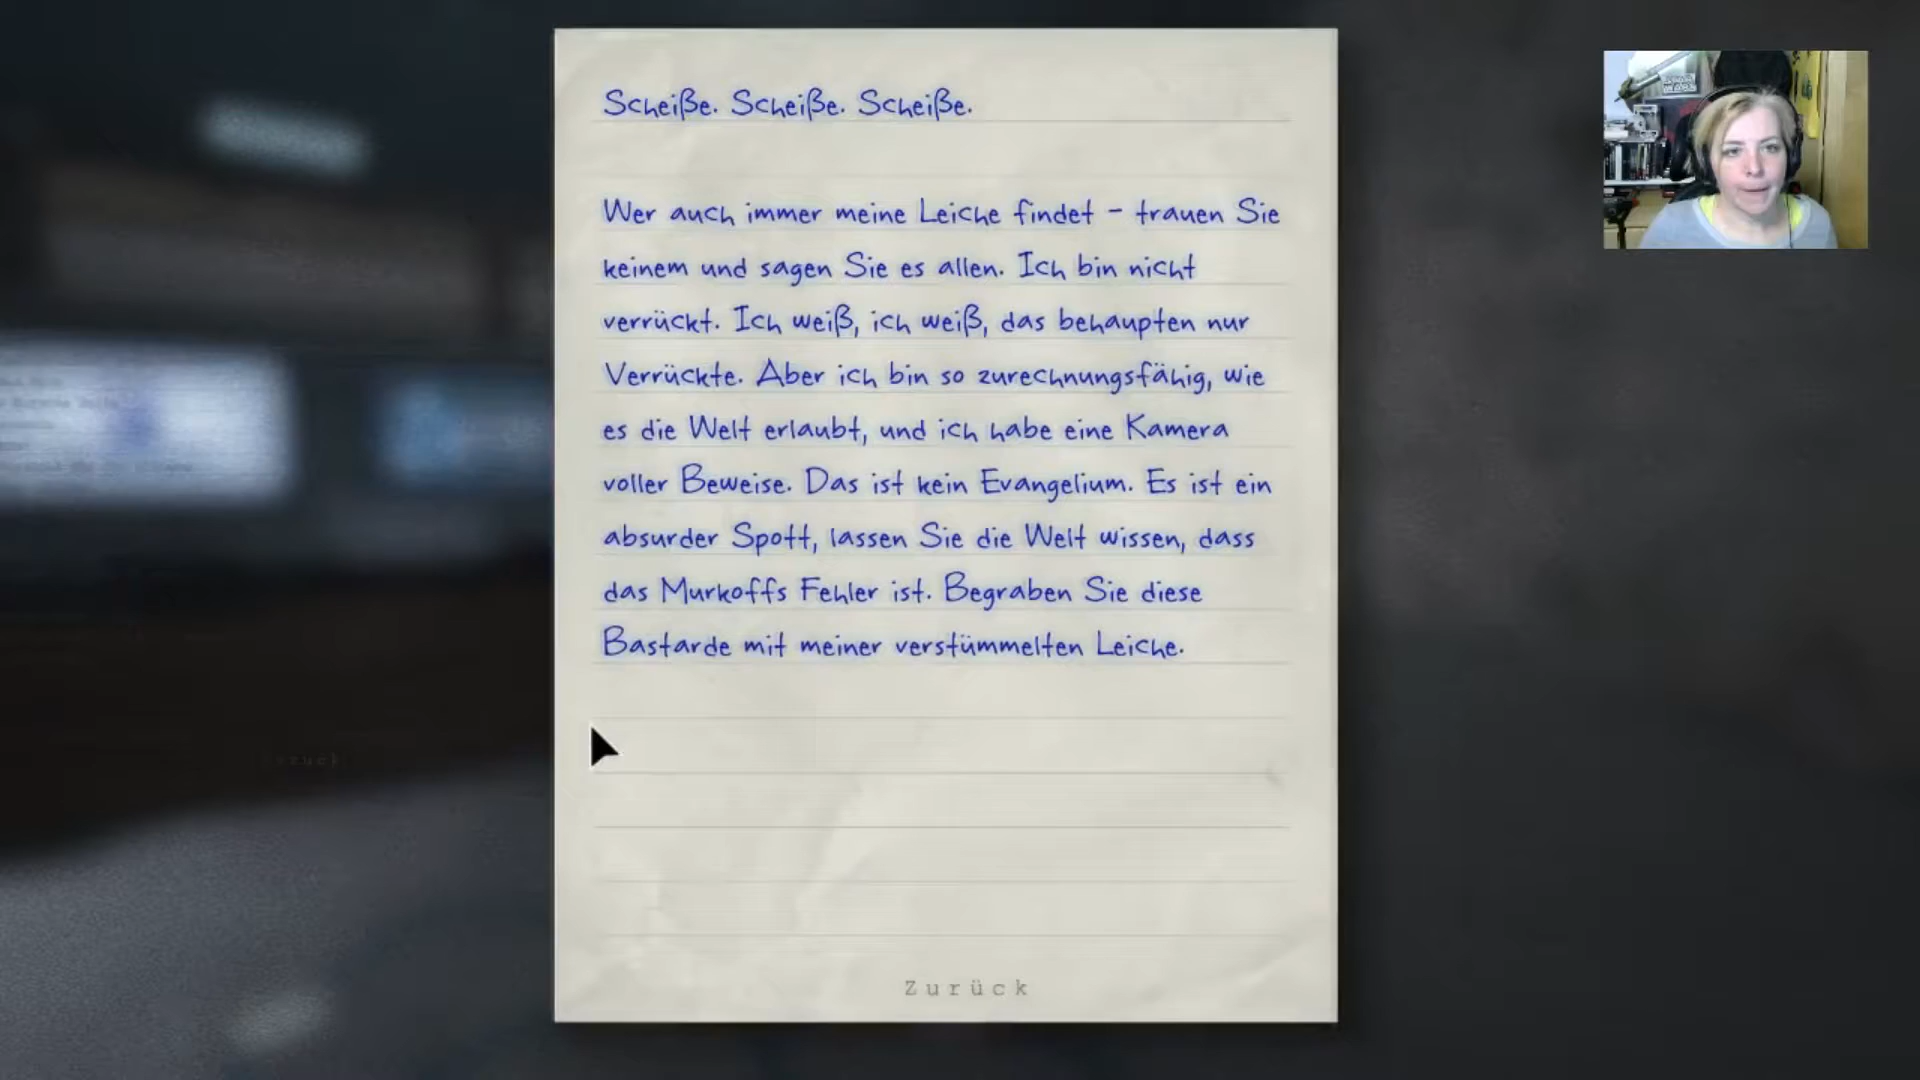 Scheiße. Scheiße. Scheiße.
Wer auch immer meine Leiche findet - trauen Sie
keinem und sagen Sie es allen. Ich bin nicht
verrückt. Ich weiß, ich weiß, das behaupten nur
Verrückte. Aber ich bin so zurechnungsfähig, wie
es die Welt erlaubt, und ich habe eine Kamera
voller Beweise. Das ist kein Evangelium. Es ist ein
absurder Spott, lassen Sie die Welt wissen, dass
das Murkoffs Fehler ist. Begraben Sie diese
Bastarde mit meiner verstümmelten Leiche.
Zurück